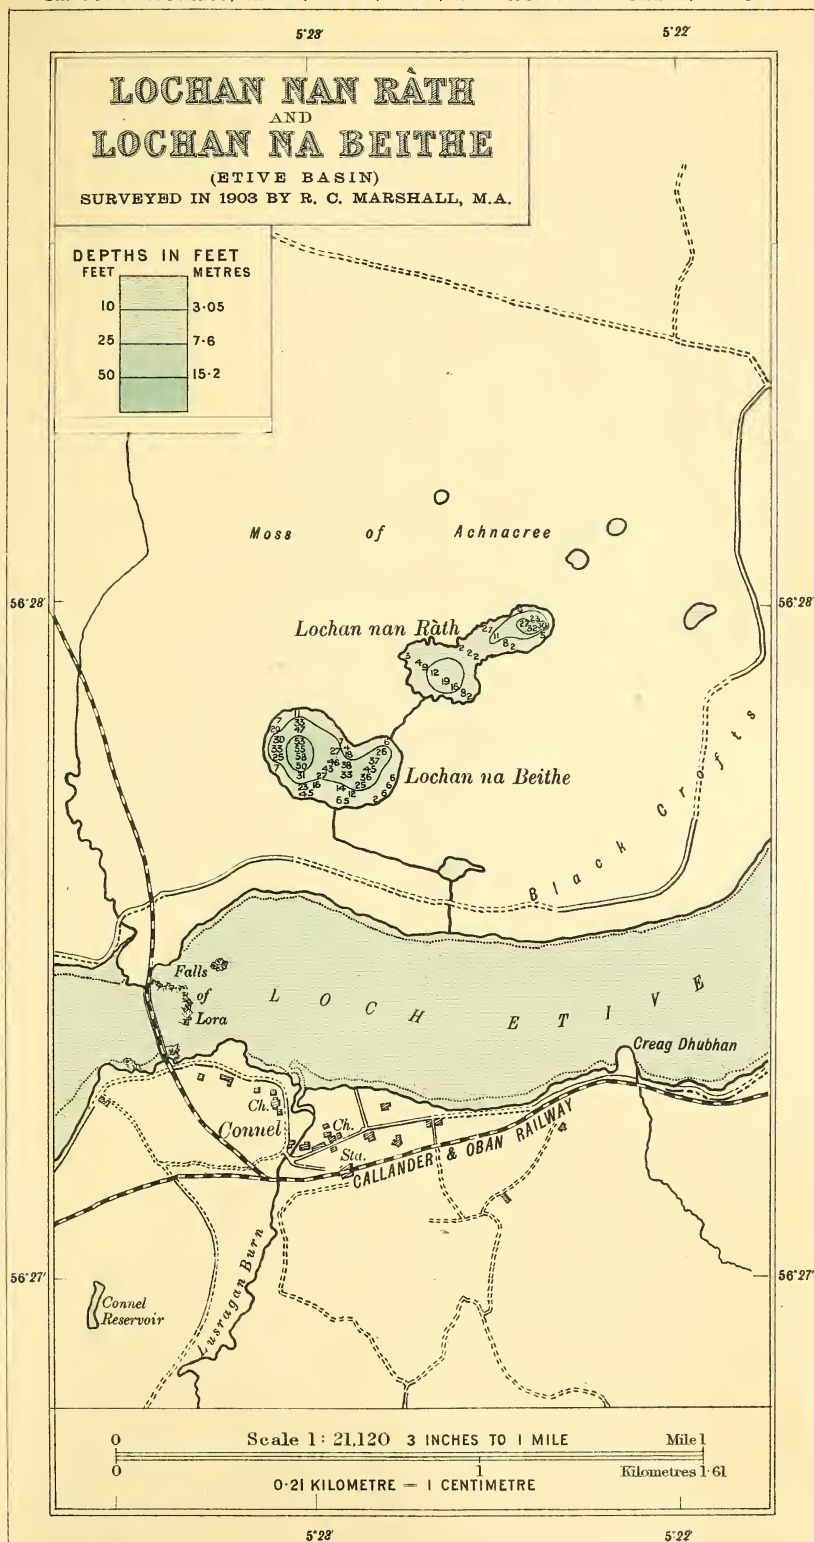 5°23'
5°22'
LOCHAN NAN RÀTH
AND
LOCHAN NA BEITHE
(ETIVE BASIN)
SURVEYED IN 1903 BY R. C. MARSHALL, M.A.
DEPTHS IN FEET
FEET METRES
10 3·05
25 7·6
50 15·2
Moss of Achnacree
56°28' 56°28'
Lochan nan Ràth
Lochan na Beithe
Black Crofts
Falls
of
Lora
LOCH ETIVE
Creag Dhubhan
Ch.
Connel
Ch.
Sta.
CALLANDER & OBAN RAILWAY
Lusragan Burn
56°27' 56°27'
Connel
Reservoir
0 Scale 1: 21,120 3 INCHES TO 1 MILE Mile 1
0 1 Kilometres 1·61
0·21 KILOMETRE = 1 CENTIMETRE
5°23'
5°22'